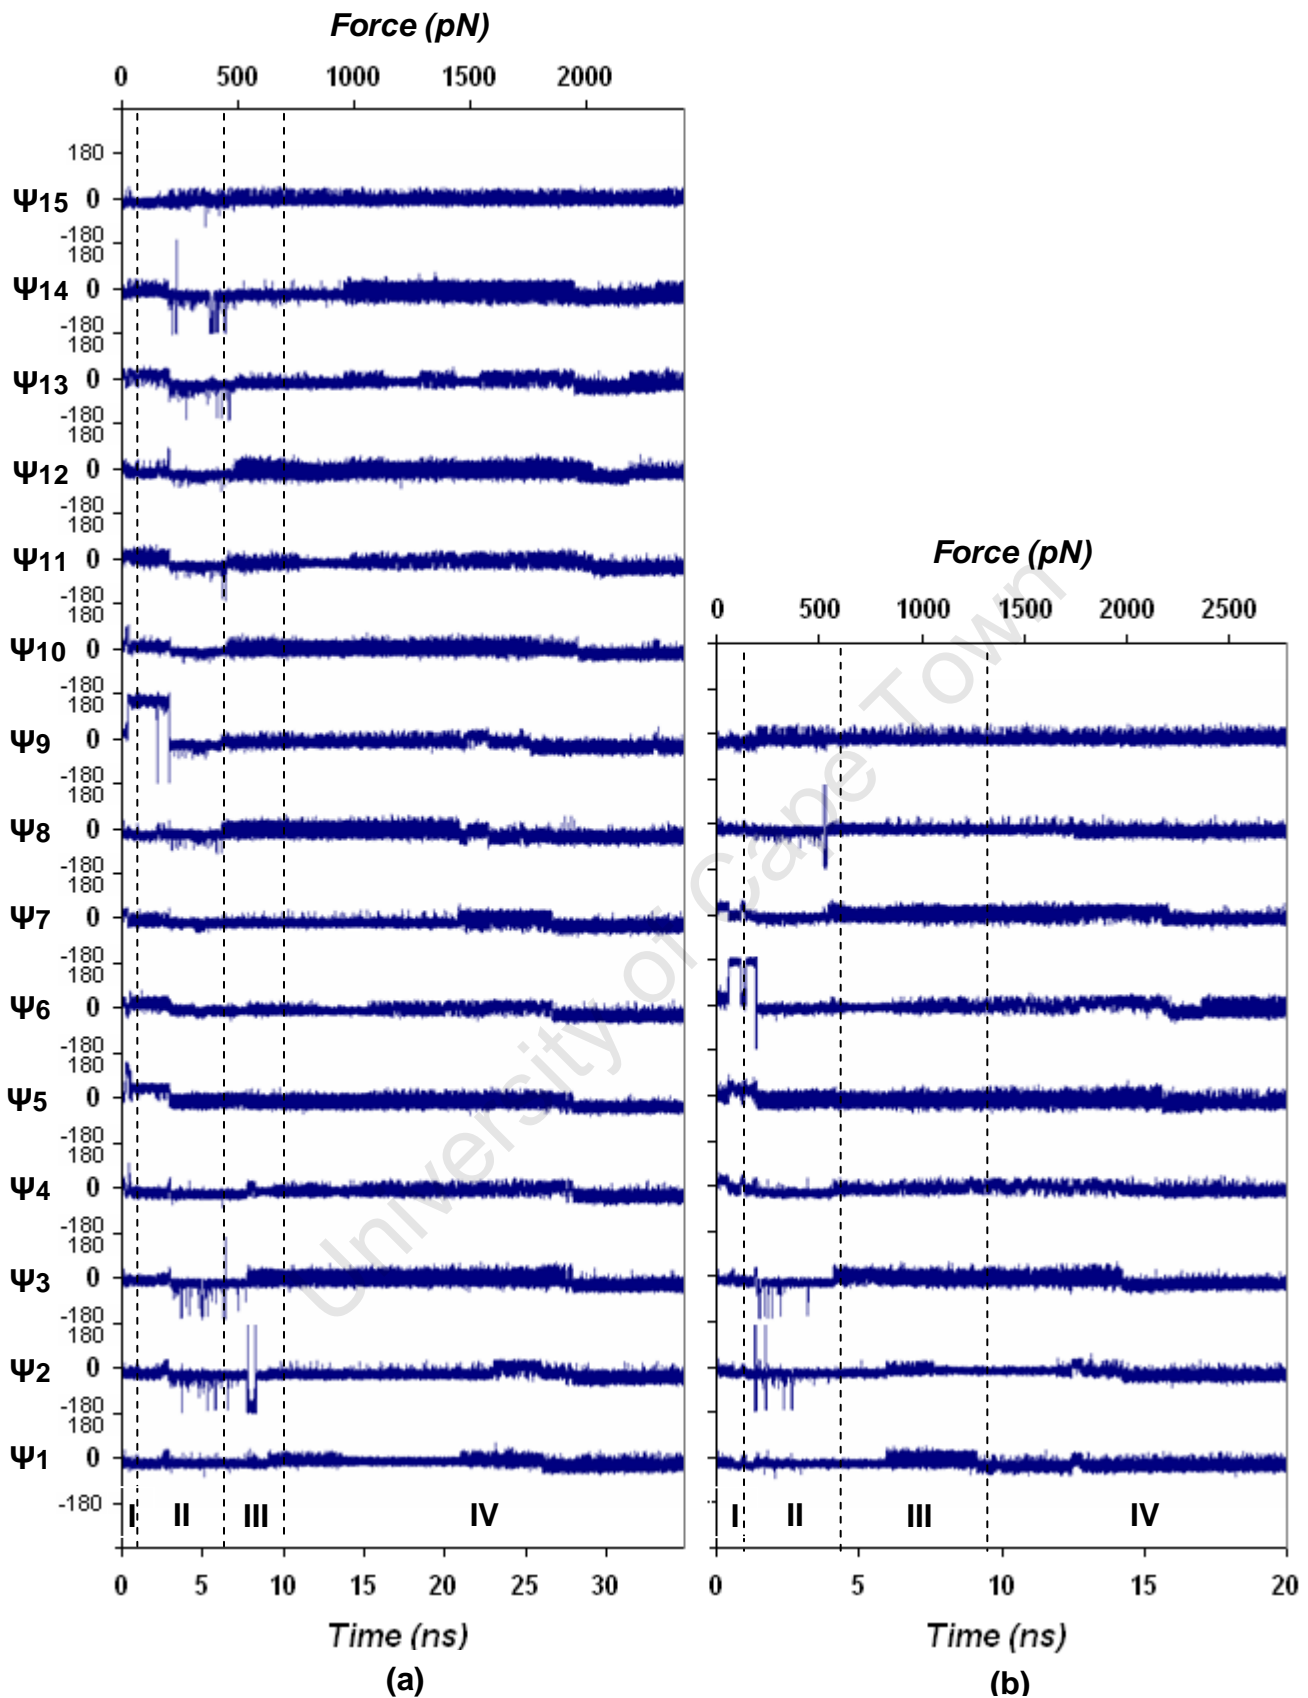 Force (pN)
0 500 1000 1500 2000
180
Ψ15 0
-180
180
Ψ14 0
-180
180
Ψ13 0
-180
180
Ψ12 0
-180
180
Ψ11 0
-180
180
Ψ10 0
-180
180
Ψ9 0
-180
180
Ψ8 0
-180
180
Ψ7 0
-180
180
Ψ6 0
-180
180
Ψ5 0
-180
180
Ψ4 0
-180
180
Ψ3 0
-180
180
Ψ2 0
-180
180
Ψ1 0
-180
I II III IV
0 5 10 15 20 25 30
Time (ns)
(a)
Force (pN)
0 500 1000 1500 2000 2500
I II III IV
0 5 10 15 20
Time (ns)
(b)
University of Cape Town